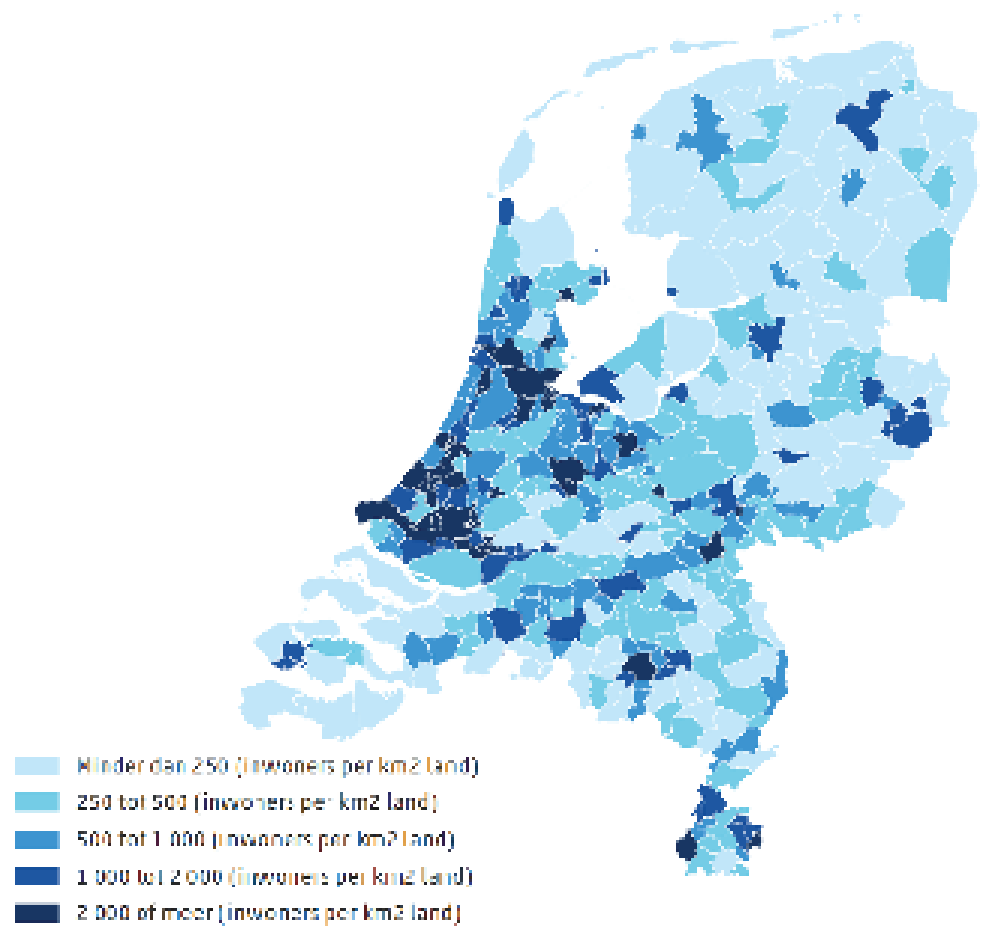 Minder dan 250 (inwoners per km2 land)
250 tot 500 (inwoners per km2 land)
500 tot 1 000 (inwoners per km2 land)
1 000 tot 2 000 (inwoners per km2 land)
2 000 of meer (inwoners per km2 land)